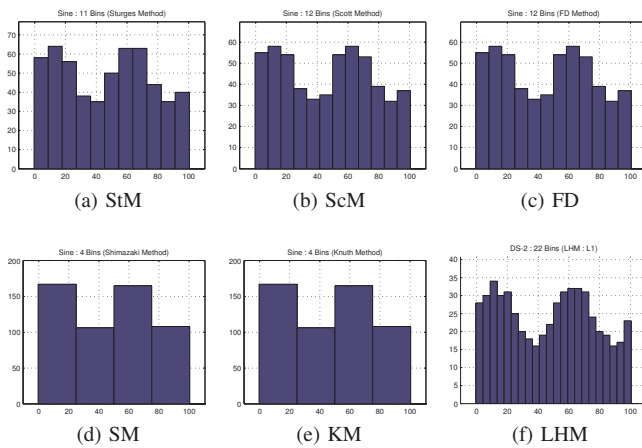 Sine : 11 Bins (Sturges Method)
70
60
50
40
30
20
10
0
0 20 40 60 80 100
(a) StM
Sine : 12 Bins (Scott Method)
60
50
40
30
20
10
0
0 20 40 60 80 100
(b) ScM
Sine : 12 Bins (FD Method)
60
50
40
30
20
10
0
0 20 40 60 80 100
(c) FD
Sine : 4 Bins (Shimazaki Method)
200
150
100
50
0
0 20 40 60 80 100
(d) SM
Sine : 4 Bins (Knuth Method)
200
150
100
50
0
0 20 40 60 80 100
(e) KM
DS-2 : 22 Bins (LHM : L1)
40
35
30
25
20
15
10
5
0
0 20 40 60 80 100
(f) LHM